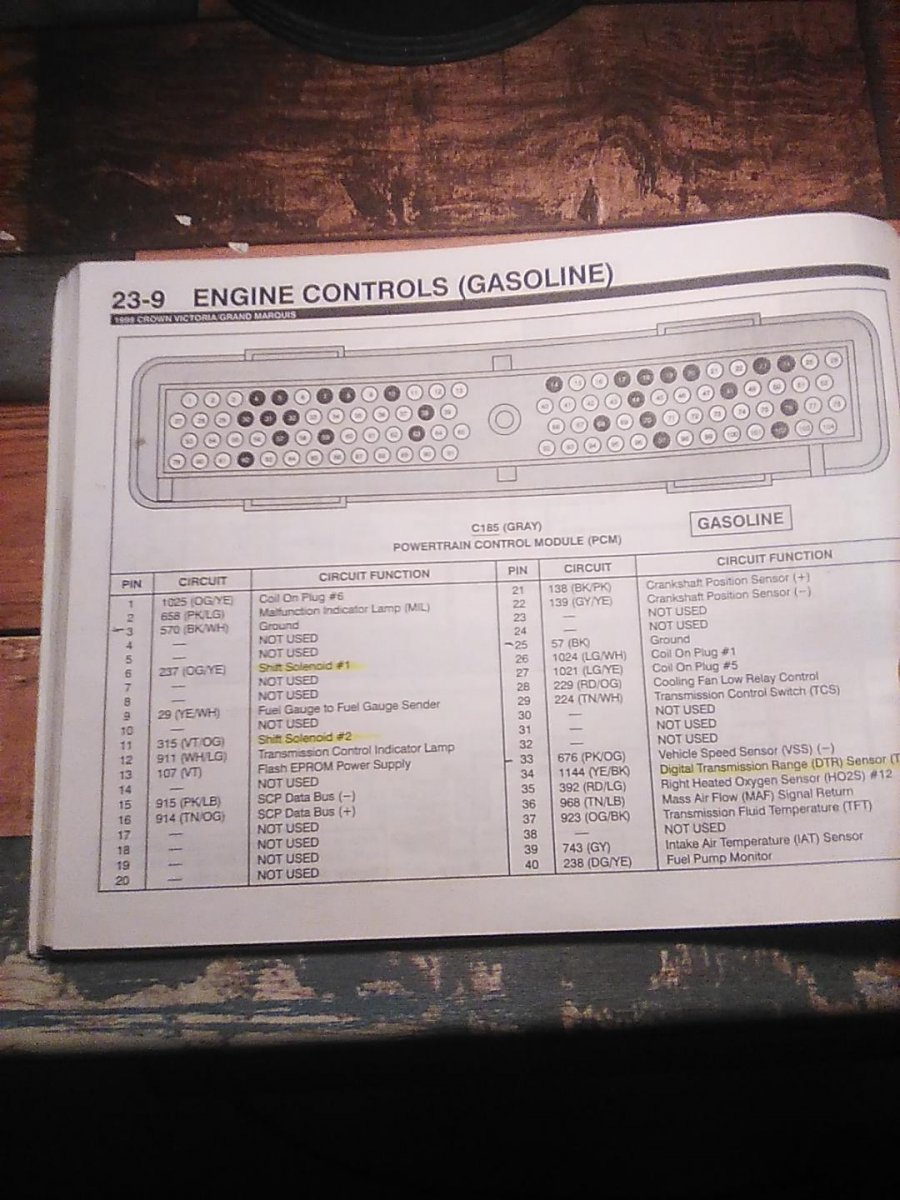 23-9 ENGINE CONTROLS (GASOLINE)
1998 CROWN VICTORIA/GRAND MARQUIS
C185 (GRAY)
POWERTRAIN CONTROL MODULE (PCM)
GASOLINE
PIN CIRCUIT CIRCUIT FUNCTION
1 1025 (OG/YE) Coil On Plug #6
2 658 (PK/LG) Malfunction Indicator Lamp (MIL)
3 570 (BK/WH) Ground
4 — NOT USED
5 — NOT USED
6 237 (OG/YE) Shift Solenoid #1
7 — NOT USED
8 — NOT USED
9 29 (YE/WH) Fuel Gauge to Fuel Gauge Sender
10 — NOT USED
11 315 (VT/OG) Shift Solenoid #2
12 911 (WH/LG) Transmission Control Indicator Lamp
13 107 (VT) Flash EPROM Power Supply
14 — NOT USED
15 915 (PK/LB) SCP Data Bus (−)
16 914 (TN/OG) SCP Data Bus (+)
17 — NOT USED
18 — NOT USED
19 — NOT USED
20 — NOT USED
PIN CIRCUIT CIRCUIT FUNCTION
21 138 (BK/PK) Crankshaft Position Sensor (+)
22 139 (GY/YE) Crankshaft Position Sensor (−)
23 — NOT USED
24 — NOT USED
25 57 (BK) Ground
26 1024 (LG/WH) Coil On Plug #1
27 1021 (LG/YE) Coil On Plug #5
28 229 (RD/OG) Cooling Fan Low Relay Control
29 224 (TN/WH) Transmission Control Switch (TCS)
30 — NOT USED
31 — NOT USED
32 — NOT USED
33 676 (PK/OG) Vehicle Speed Sensor (VSS) (−)
34 1144 (YE/BK) Digital Transmission Range (DTR) Sensor (T
35 392 (RD/LG) Right Heated Oxygen Sensor (HO2S) #12
36 968 (TN/LB) Mass Air Flow (MAF) Signal Return
37 923 (OG/BK) Transmission Fluid Temperature (TFT)
38 — NOT USED
39 743 (GY) Intake Air Temperature (IAT) Sensor
40 238 (DG/YE) Fuel Pump Monitor